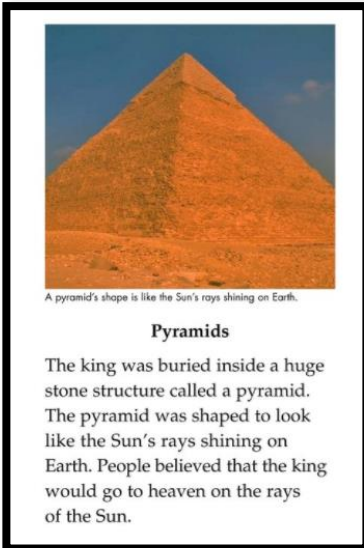 A pyramid's shape is like the Sun's rays shining on Earth.
Pyramids
The king was buried inside a huge
stone structure called a pyramid.
The pyramid was shaped to look
like the Sun's rays shining on
Earth. People believed that the king
would go to heaven on the rays
of the Sun.